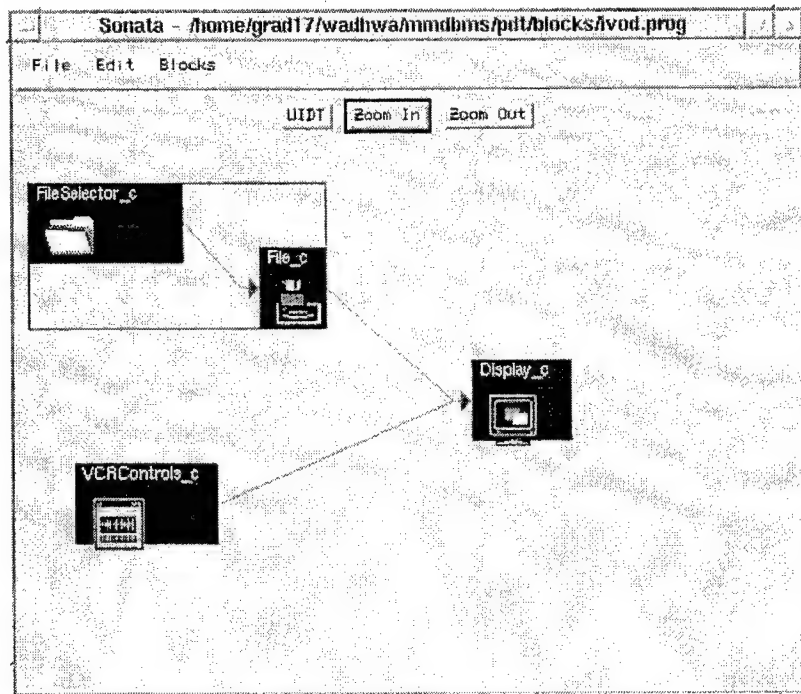 Sonata - /home/grad17/wadhwa/mmdbms/pdt/blocks/ivod.prog
File Edit Blocks
UIDT Zoom In Zoom Out
FileSelector_c
File_c
Display_c
VCRControls_c